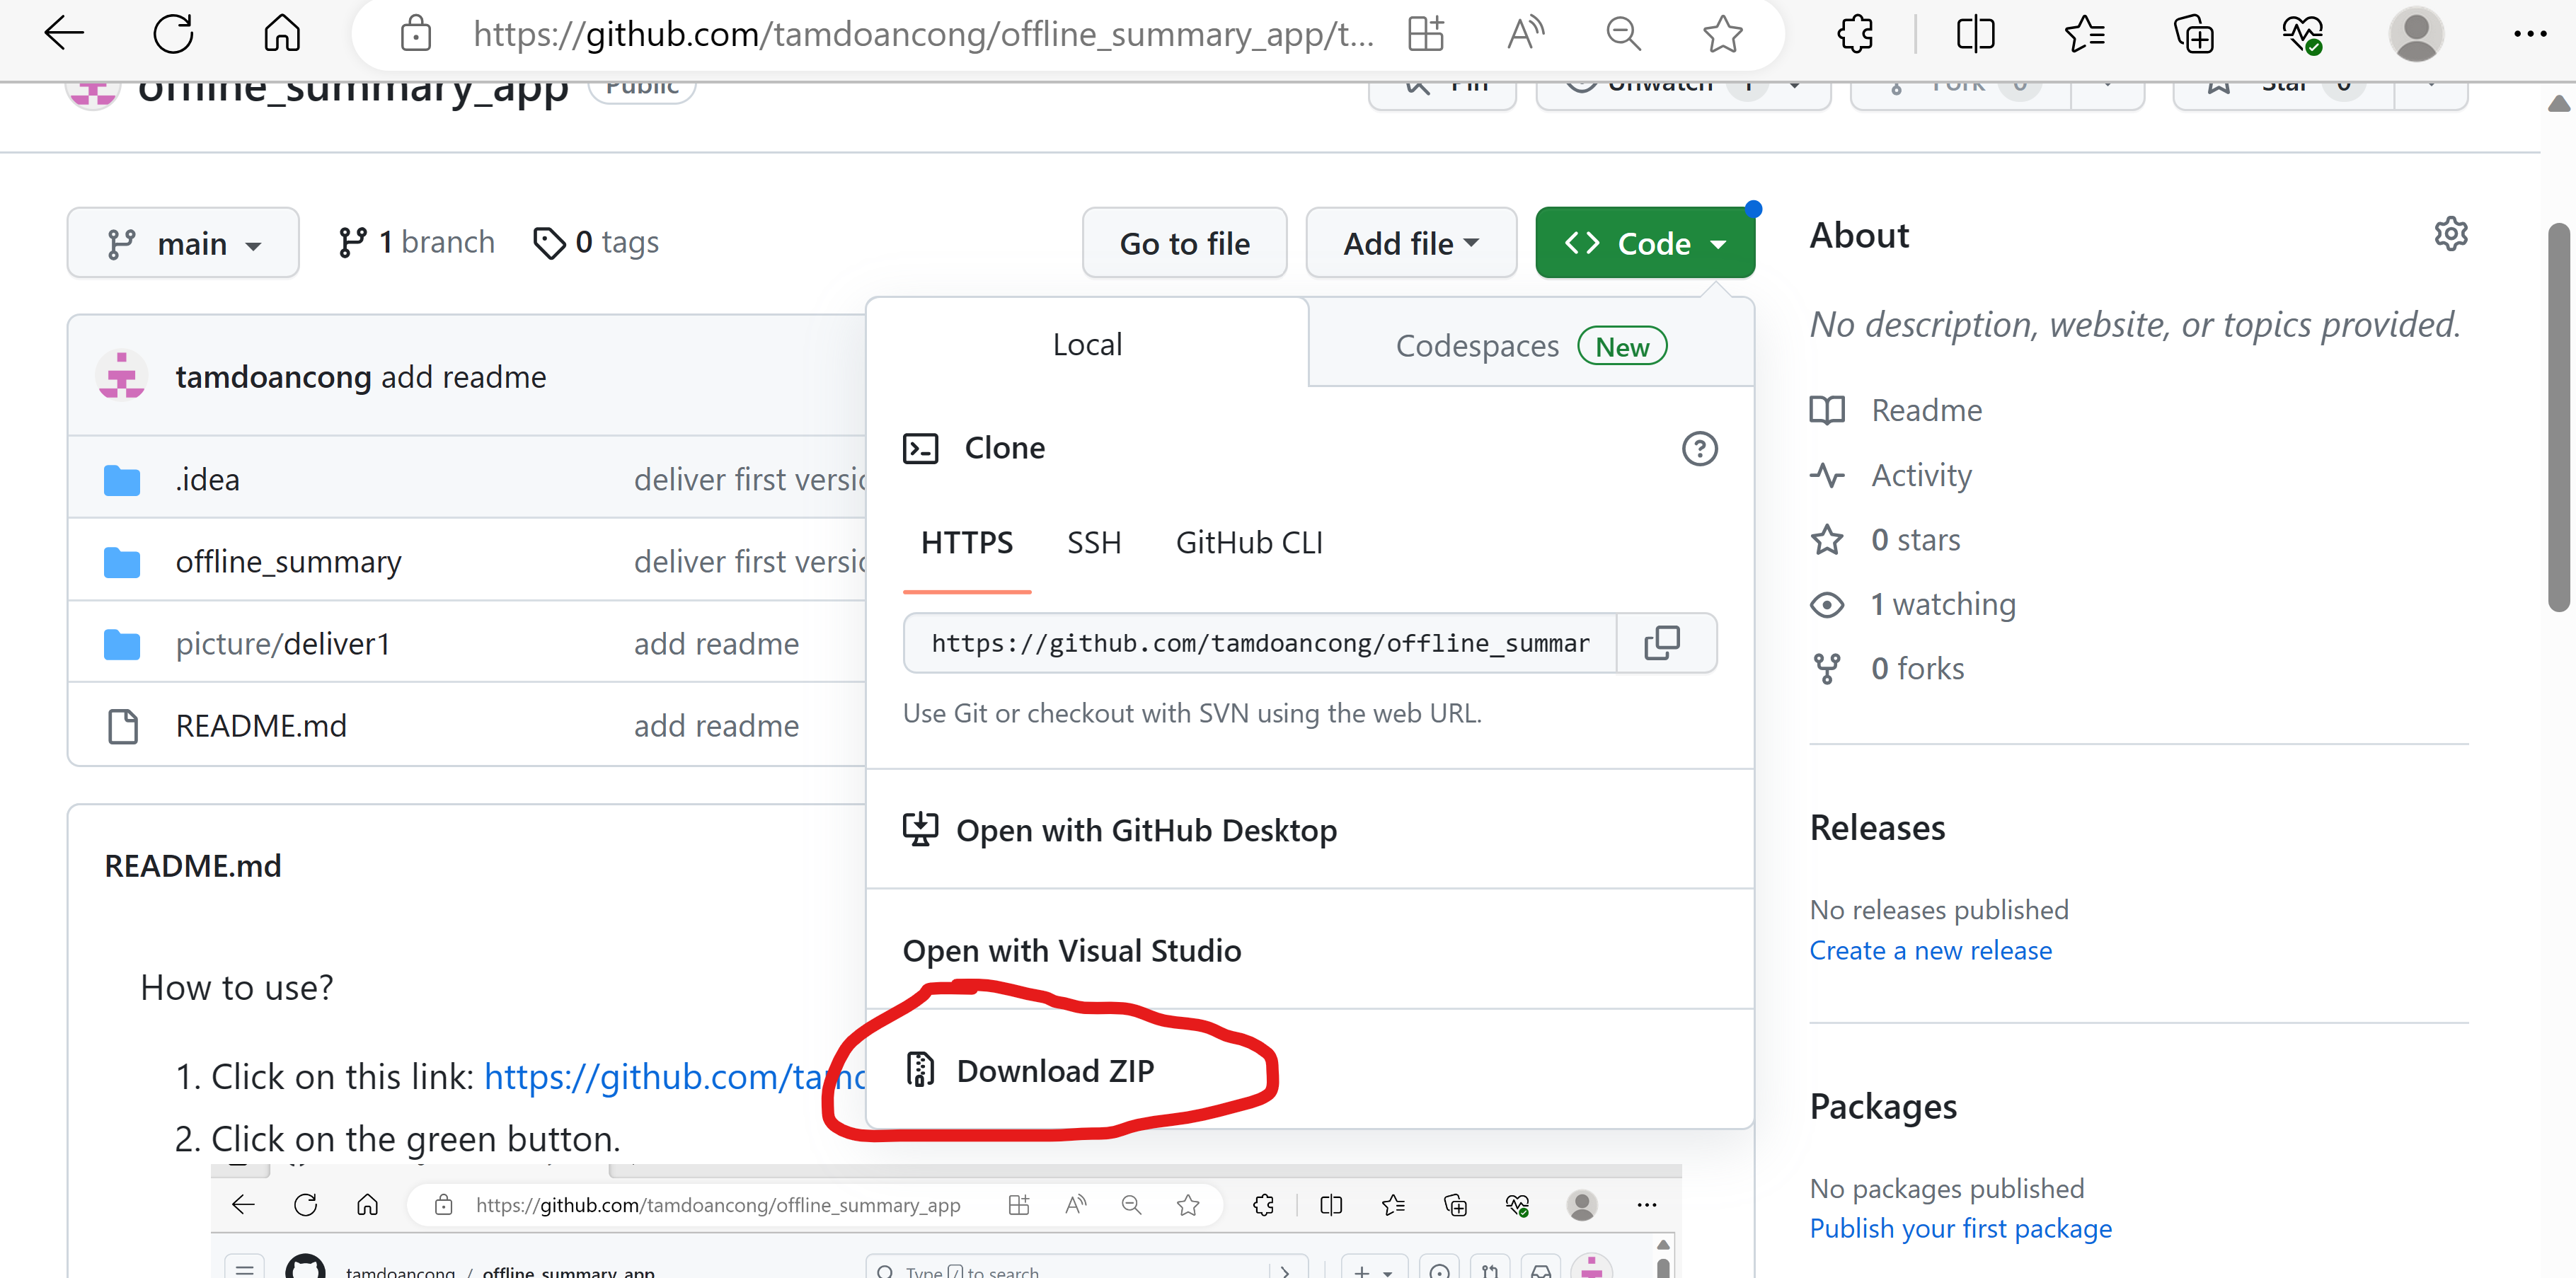 https://github.com/tamdoancong/offline_summary_app/t...
offline_summary_app Public Pin Unwatch 1 Fork 0 Star 0
main 1 branch 0 tags Go to file Add file Code
About
No description, website, or topics provided.
Local Codespaces New
tamdoancong add readme
Readme
Clone
.idea deliver first versio
Activity
HTTPS SSH GitHub CLI
0 stars
offline_summary deliver first versio
1 watching
picture/deliver1 add readme
https://github.com/tamdoancong/offline_summar
0 forks
README.md add readme
Use Git or checkout with SVN using the web URL.
Open with GitHub Desktop
Releases
README.md
Open with Visual Studio
No releases published
Create a new release
How to use?
1. Click on this link: https://github.com/tamdo
Download ZIP
Packages
2. Click on the green button.
No packages published
Publish your first package
https://github.com/tamdoancong/offline_summary_app
tamdoancong / offline_summary_app Type / to search